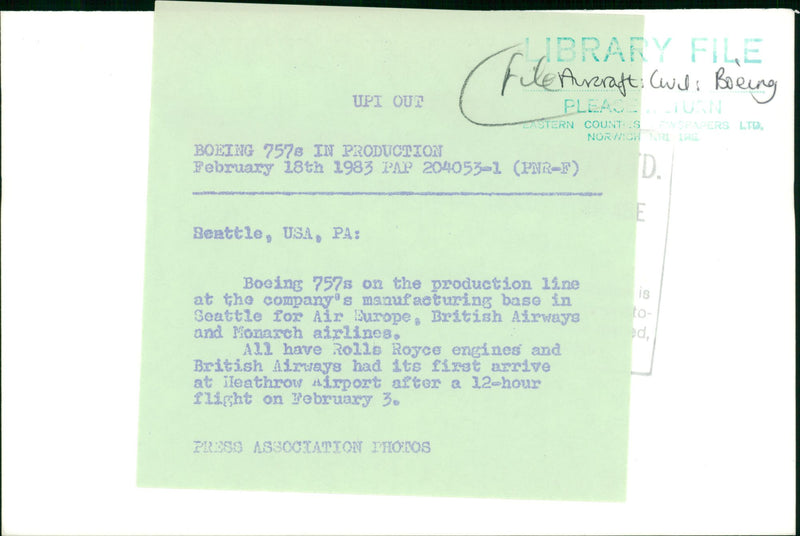 LIBRARY FILE
File Aircraft: Civil: Boeing
PLEASE RETURN
EASTERN COUNTIES NEWSPAPERS LTD.
NORWICH
UPI OUT
BOEING 757s IN PRODUCTION
February 18th 1983 PAP 204053-1 (PNR-F)
D.
E
Seattle, USA, PA:
Boeing 757s on the production line
at the company's manufacturing base in
Seattle for Air Europe, British Airways
and Monarch airlines.
All have Rolls Royce engines and
British Airways had its first arrive
at Heathrow Airport after a 12-hour
flight on February 3.
is
to-
ed,
PRESS ASSOCIATION PHOTOS